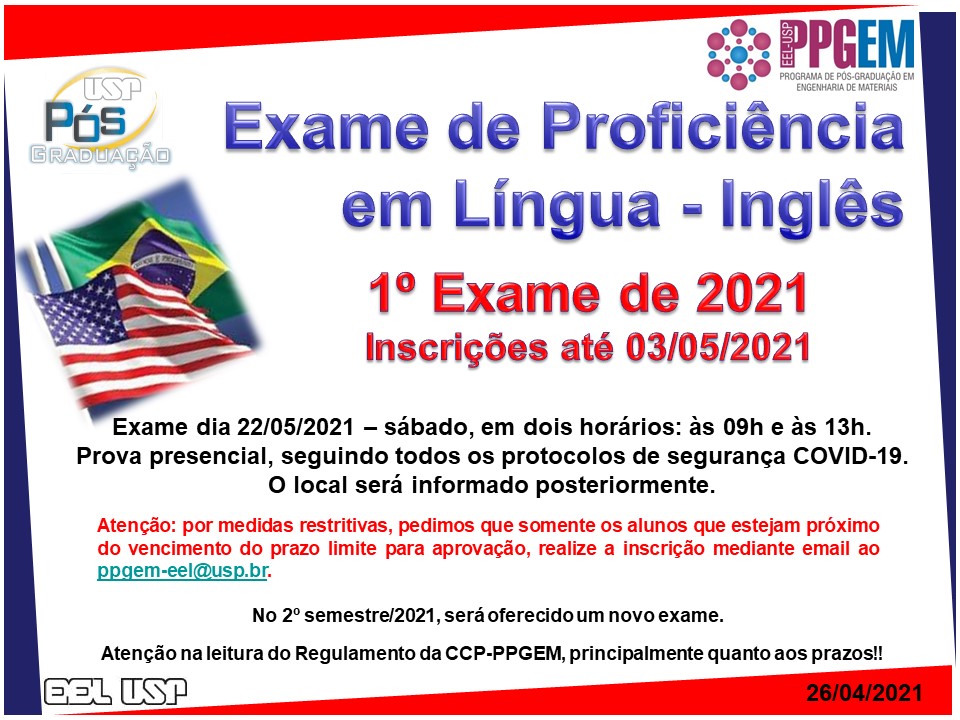 EEL-USP
PPGEM
PROGRAMA DE PÓS-GRADUAÇÃO EM
ENGENHARIA DE MATERIAIS
USP
PÓS
GRADUAÇÃO
Exame de Proficiência
em Língua - Inglês
1º Exame de 2021
Inscrições até 03/05/2021
Exame dia 22/05/2021 – sábado, em dois horários: às 09h e às 13h.
Prova presencial, seguindo todos os protocolos de segurança COVID-19.
O local será informado posteriormente.
Atenção: por medidas restritivas, pedimos que somente os alunos que estejam próximo
do vencimento do prazo limite para aprovação, realize a inscrição mediante email ao
ppgem-eel@usp.br.
No 2º semestre/2021, será oferecido um novo exame.
Atenção na leitura do Regulamento da CCP-PPGEM, principalmente quanto aos prazos!!
EEL USP
26/04/2021